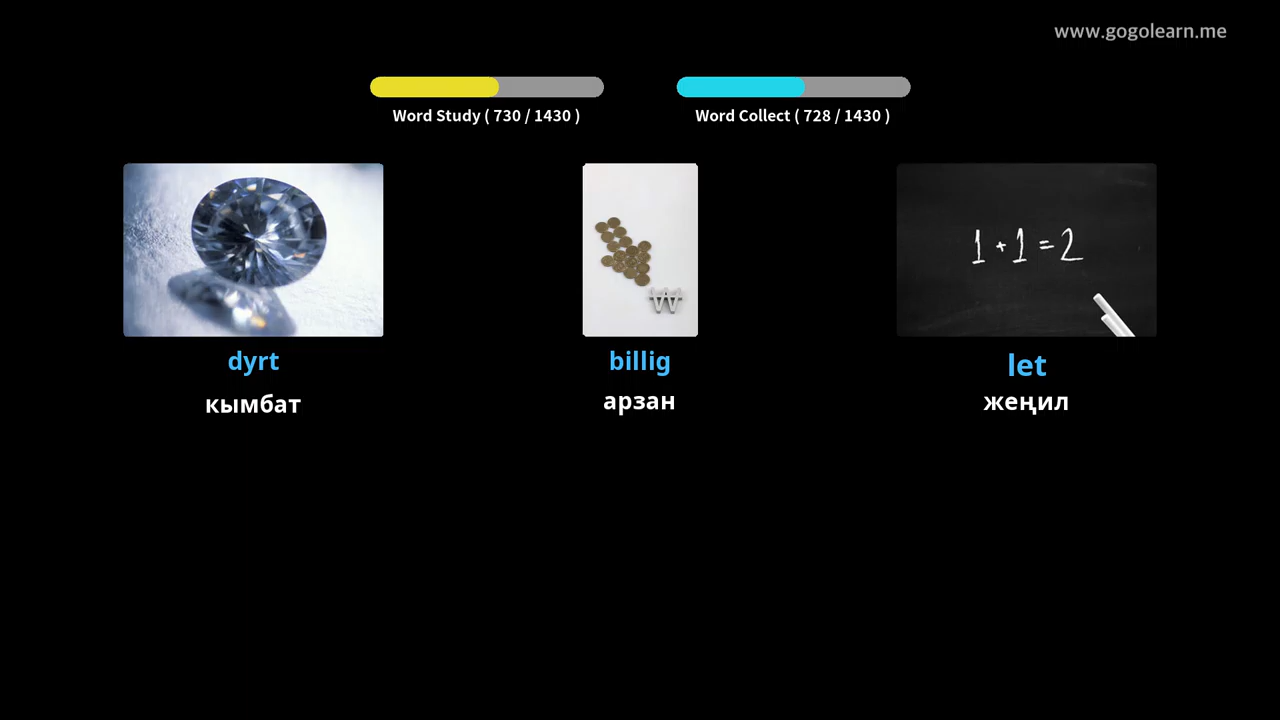 www.gogolearn.me
Word Study ( 730 / 1430 )
Word Collect ( 728 / 1430 )
1 + 1 = 2
₩
dyrt
billig
let
кымбат
арзан
жеңил